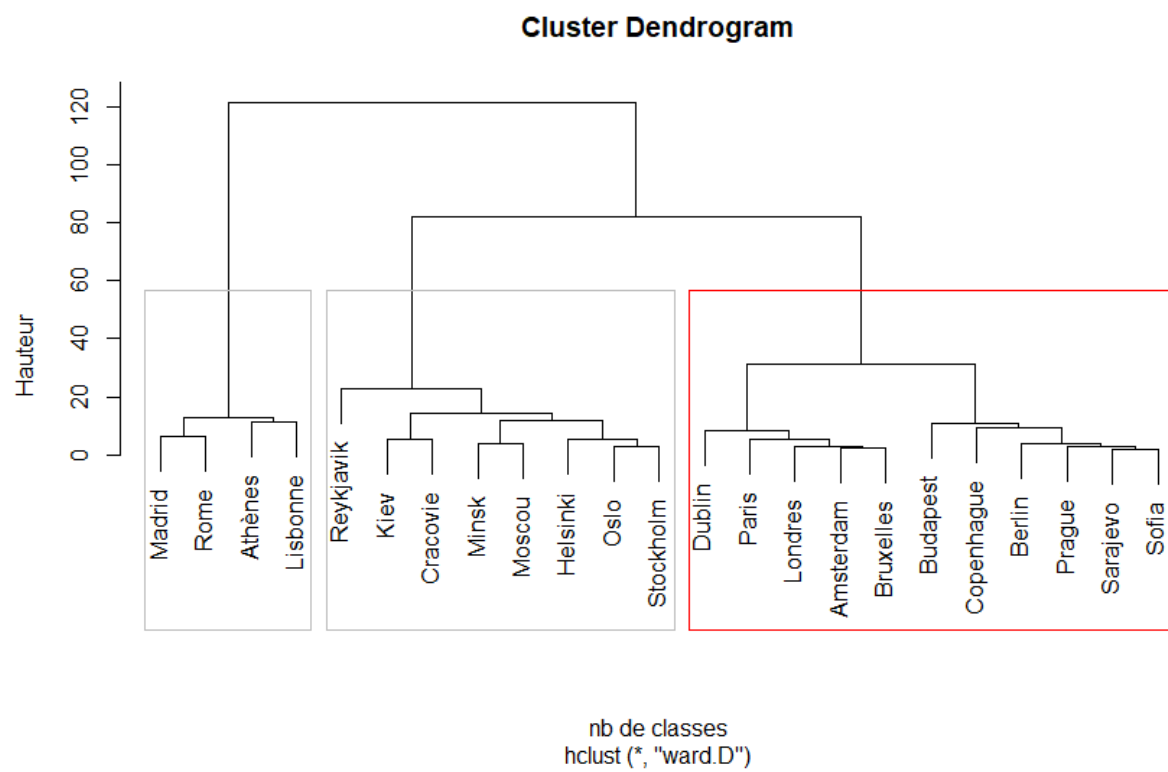 Cluster Dendrogram
Hauteur
0
20
40
60
80
100
120
Madrid
Rome
Athènes
Lisbonne
Reykjavik
Kiev
Cracovie
Minsk
Moscou
Helsinki
Oslo
Stockholm
Dublin
Paris
Londres
Amsterdam
Bruxelles
Budapest
Copenhague
Berlin
Prague
Sarajevo
Sofia
nb de classes
hclust (*, "ward.D")